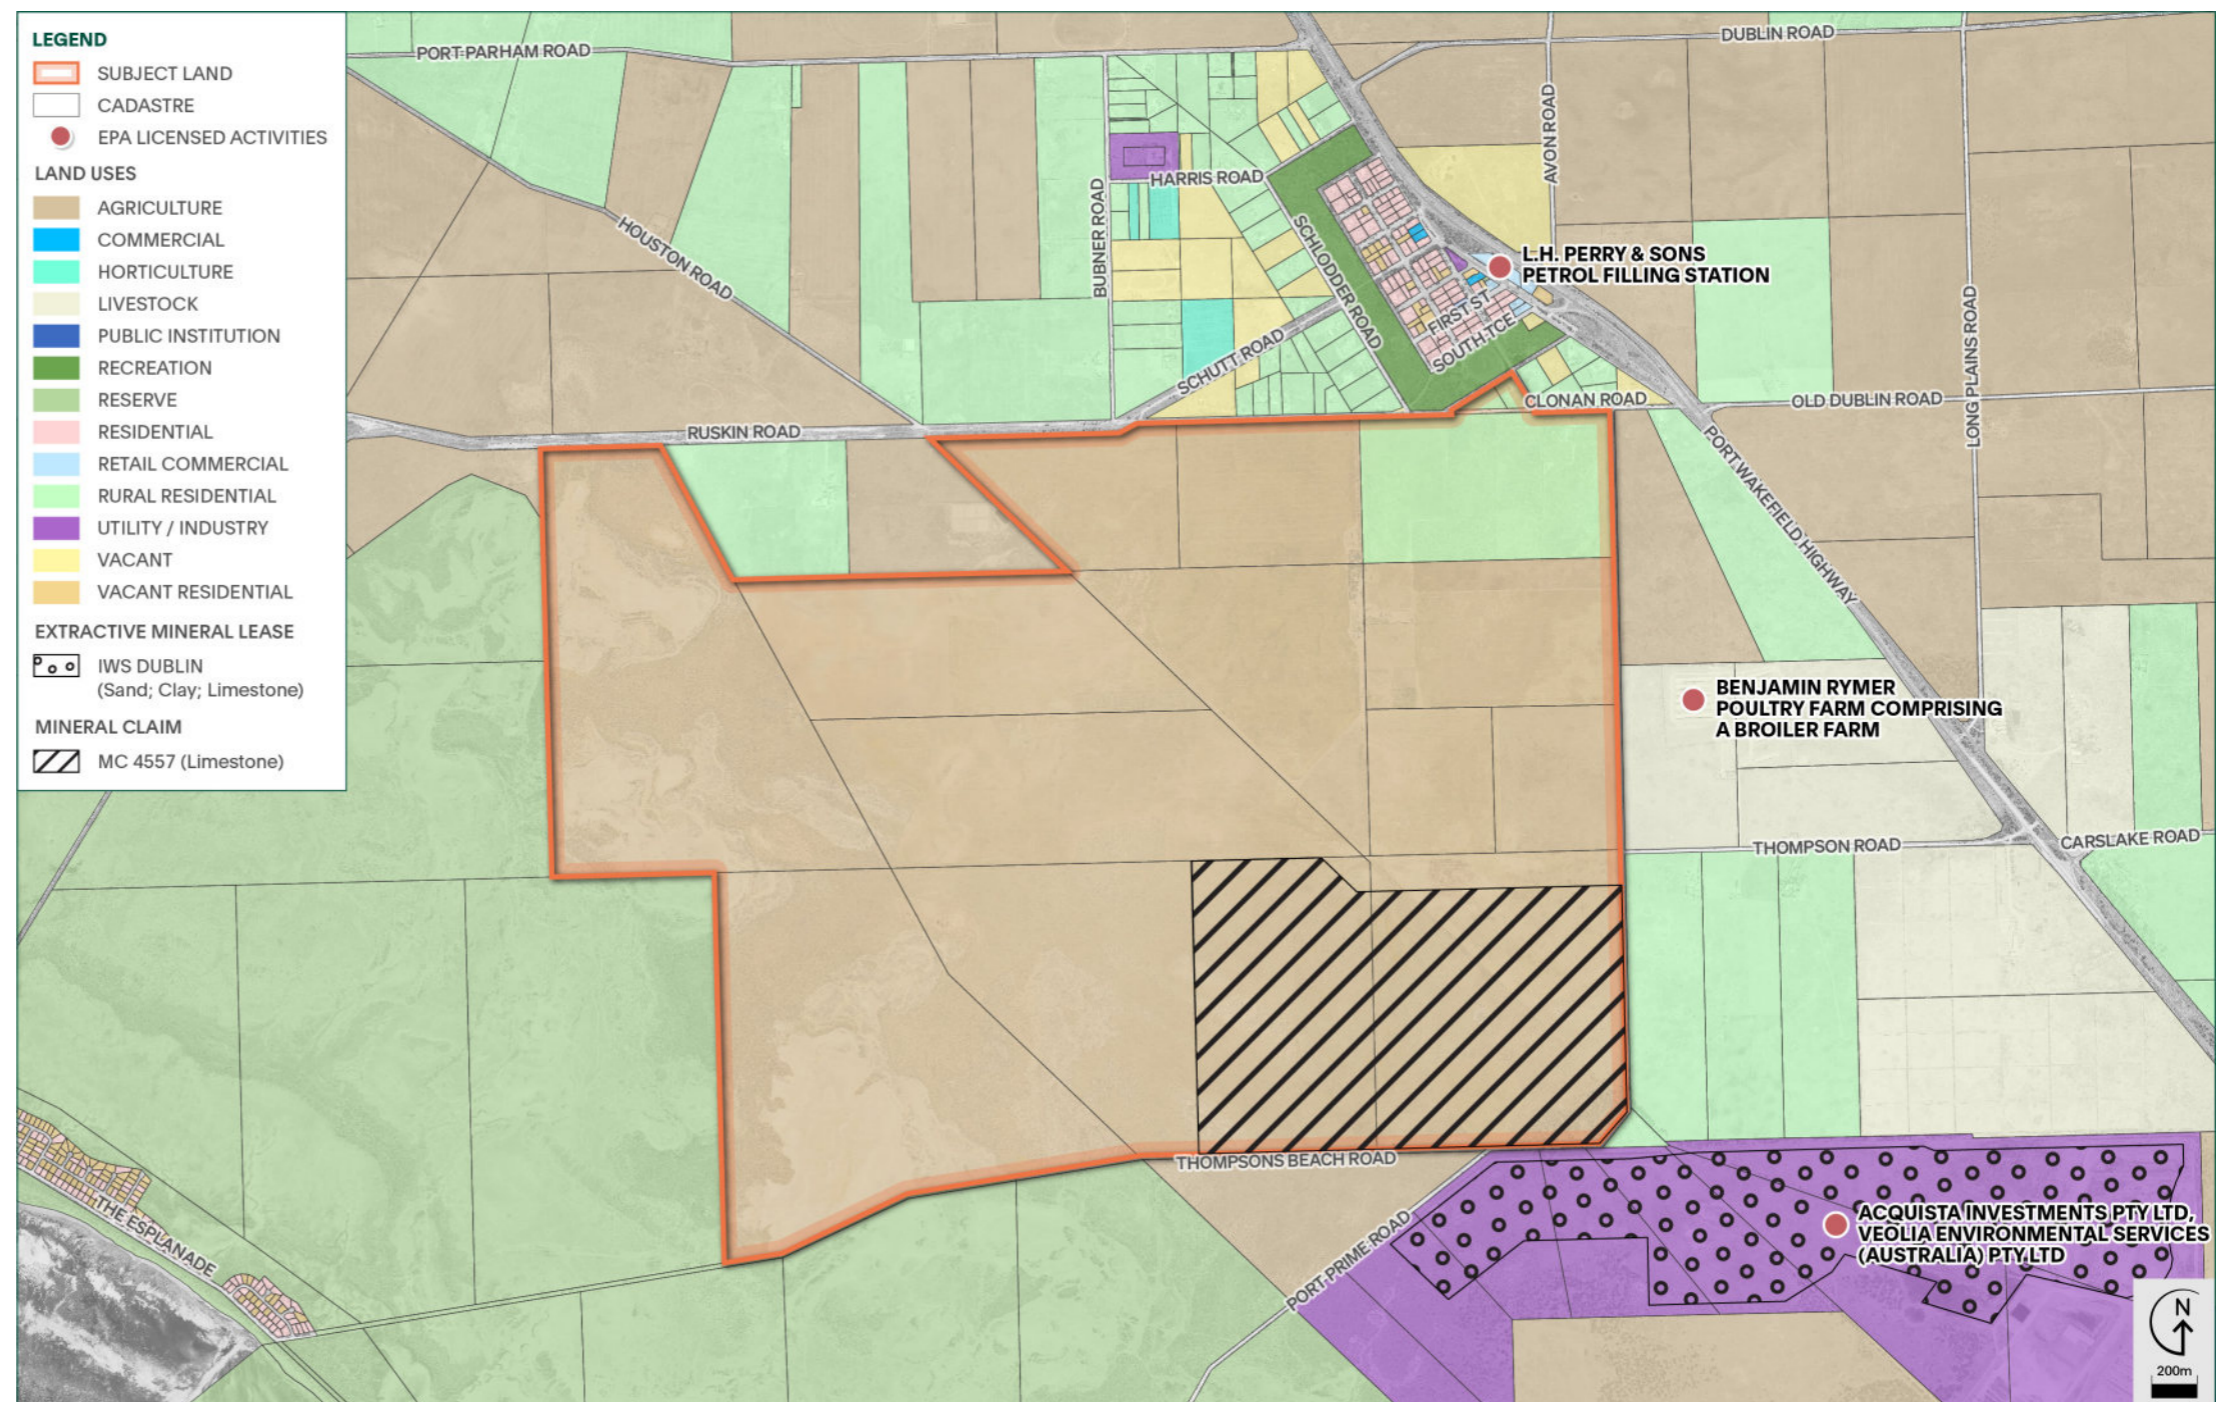 LEGEND
SUBJECT LAND
CADASTRE
EPA LICENSED ACTIVITIES
LAND USES
AGRICULTURE
COMMERCIAL
HORTICULTURE
LIVESTOCK
PUBLIC INSTITUTION
RECREATION
RESERVE
RESIDENTIAL
RETAIL COMMERCIAL
RURAL RESIDENTIAL
UTILITY / INDUSTRY
VACANT
VACANT RESIDENTIAL
EXTRACTIVE MINERAL LEASE
IWS DUBLIN
(Sand; Clay; Limestone)
MINERAL CLAIM
MC 4557 (Limestone)
PORT PARHAM ROAD
DUBLIN ROAD
AVON ROAD
HARRIS ROAD
BUBNER ROAD
HOUSTON ROAD
SCHLODDER ROAD
L.H. PERRY & SONS
PETROL FILLING STATION
FIRST ST
SOUTH TCE
SCHUTT ROAD
LONG PLAINS ROAD
CLONAN ROAD
OLD DUBLIN ROAD
RUSKIN ROAD
PORT WAKEFIELD HIGHWAY
BENJAMIN RYMER
POULTRY FARM COMPRISING
A BROILER FARM
THOMPSON ROAD
CARSLAKE ROAD
THOMPSONS BEACH ROAD
THE ESPLANADE
PORT PRIME ROAD
ACQUISTA INVESTMENTS PTY LTD,
VEOLIA ENVIRONMENTAL SERVICES
(AUSTRALIA) PTY LTD
N
200m